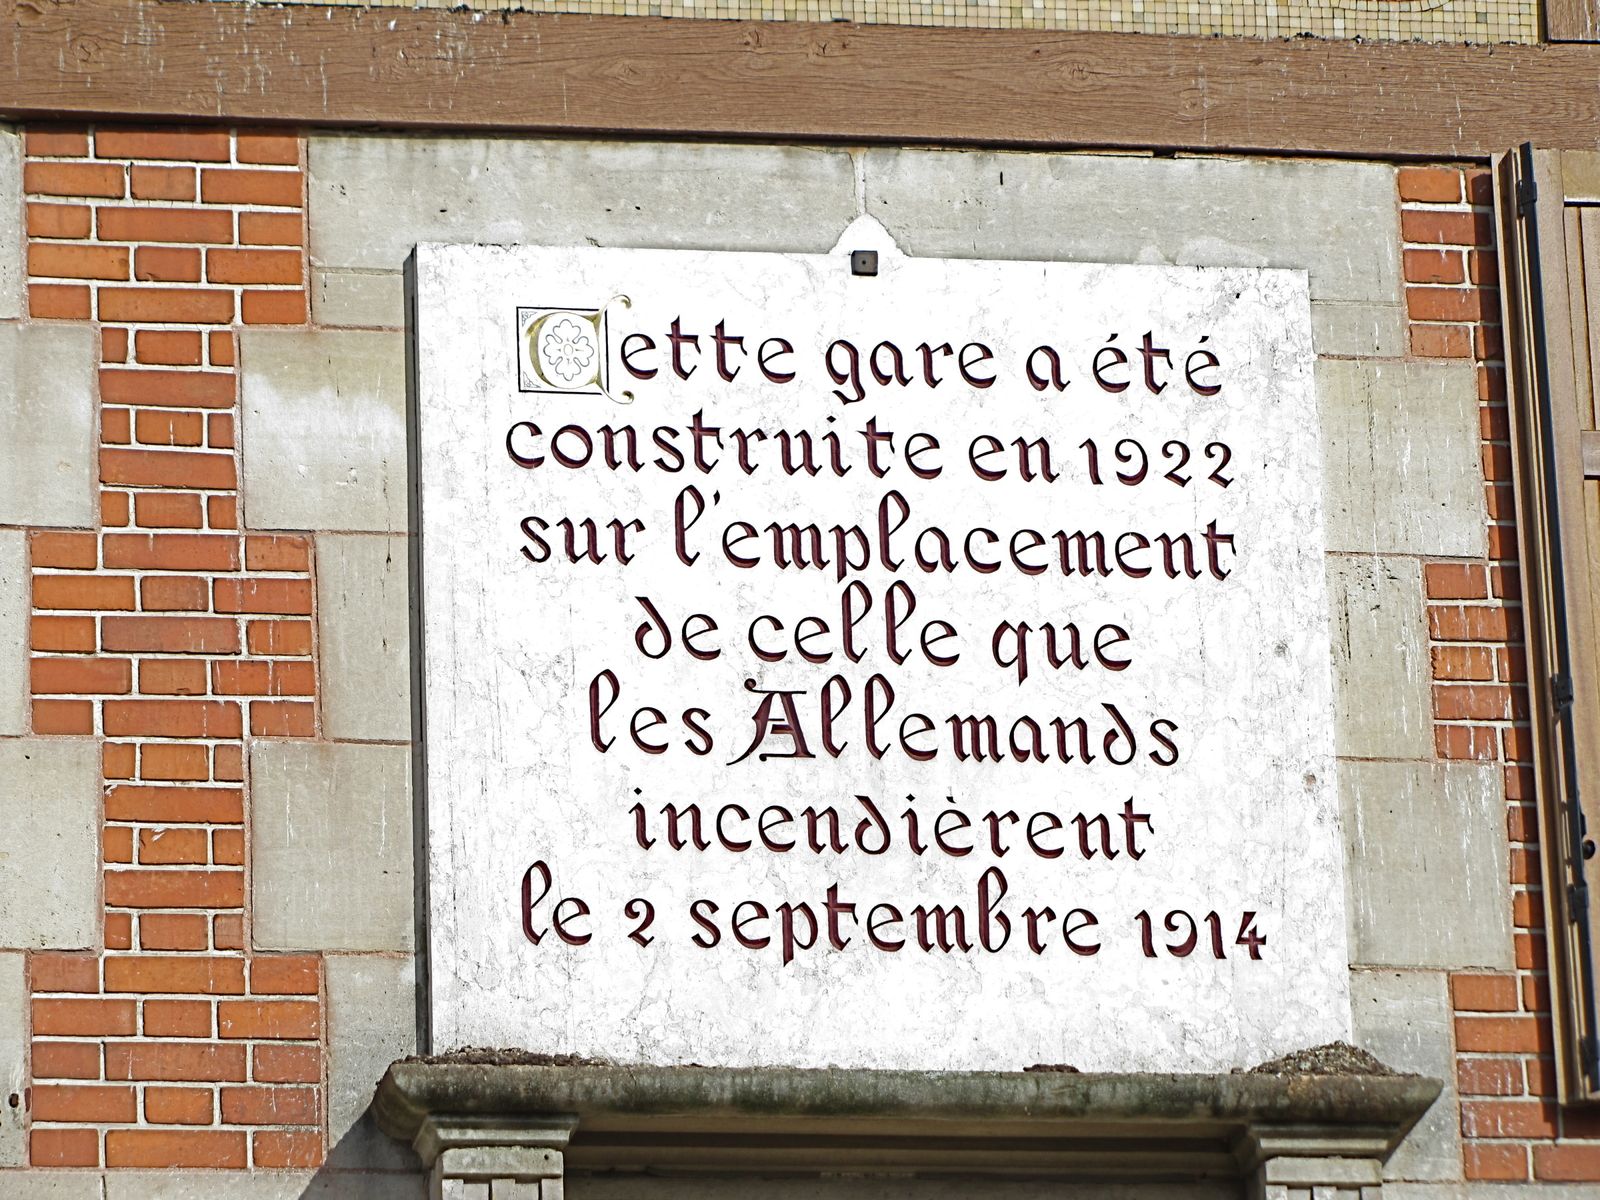 Cette gare a été
construite en 1922
sur l'emplacement
de celle que
les Allemands
incendièrent
le 2 septembre 1914